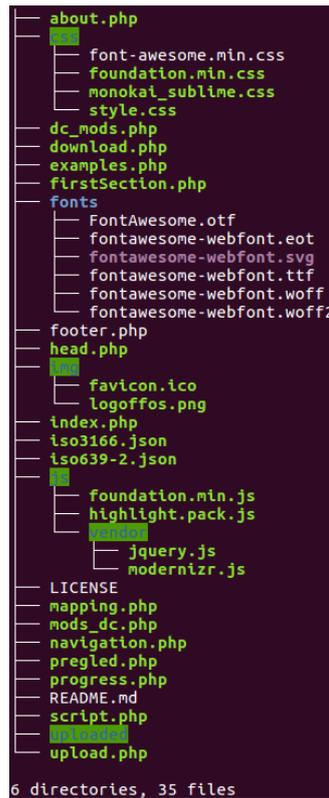 ├── about.php
├── css
│   ├── font-awesome.min.css
│   ├── foundation.min.css
│   ├── monokai_sublime.css
│   └── style.css
├── dc_mods.php
├── download.php
├── examples.php
├── firstSection.php
├── fonts
│   ├── FontAwesome.otf
│   ├── fontawesome-webfont.eot
│   ├── fontawesome-webfont.svg
│   ├── fontawesome-webfont.ttf
│   ├── fontawesome-webfont.woff
│   └── fontawesome-webfont.woff2
├── footer.php
├── head.php
├── img
│   ├── favicon.ico
│   └── logoffos.png
├── index.php
├── iso3166.json
├── iso639-2.json
├── js
│   ├── foundation.min.js
│   ├── highlight.pack.js
│   └── vendor
│       ├── jquery.js
│       └── modernizr.js
├── LICENSE
├── mapping.php
├── mods_dc.php
├── navigation.php
├── pregled.php
├── progress.php
├── README.md
├── script.php
├── uploaded
└── upload.php
6 directories, 35 files